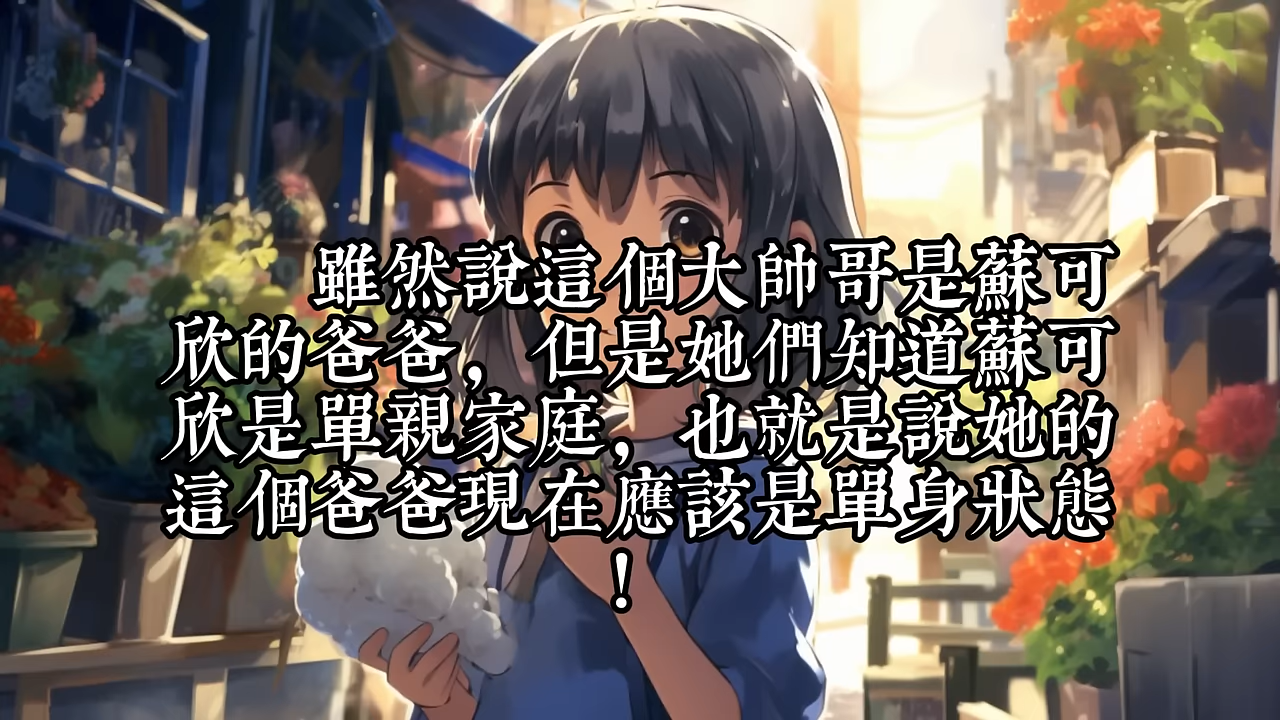 雖然說這個大帥哥是蘇可
欣的爸爸，但是她們知道蘇可
欣是單親家庭，也就是說她的
這個爸爸現在應該是單身狀態
！